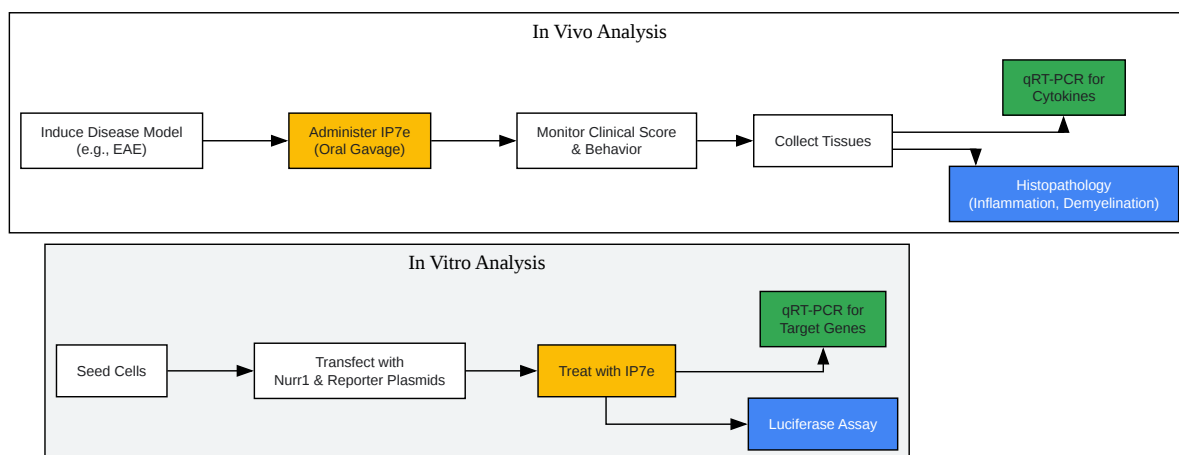 In Vivo Analysis
qRT-PCR for
Cytokines
Induce Disease Model
(e.g., EAE)
Administer IP7e
(Oral Gavage)
Monitor Clinical Score
& Behavior
Collect Tissues
Histopathology
(Inflammation, Demyelination)
In Vitro Analysis
qRT-PCR for
Target Genes
Seed Cells
Transfect with
Nurr1 & Reporter Plasmids
Treat with IP7e
Luciferase Assay